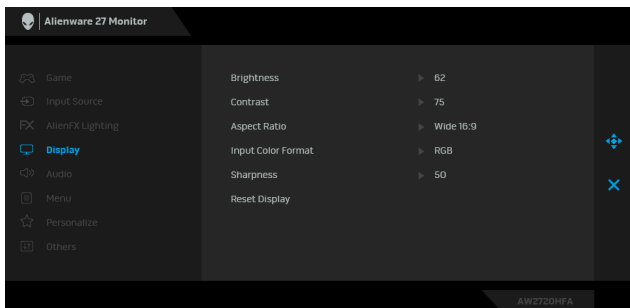 Alienware 27 Monitor
Game
Input Source
AlienFX Lighting
Display
Audio
Menu
Personalize
Others
Brightness 62
Contrast 75
Aspect Ratio Wide 16:9
Input Color Format RGB
Sharpness 50
Reset Display
AW2720HFA